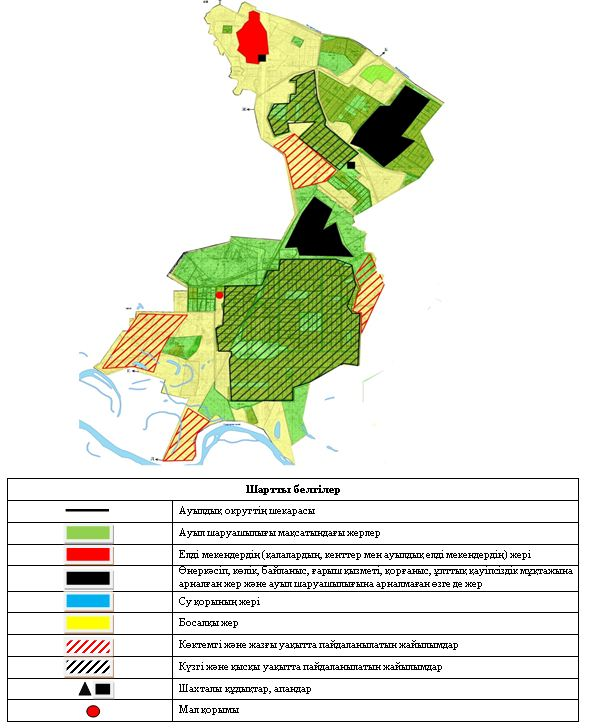 Шартты белгілер
Ауылдық округтің шекарасы
Ауыл шаруашылығы мақсатындағы жерлер
Елді мекендердің (қалалардың, кенттер мен ауылдық елді мекендердің) жері
Өнеркәсіп, көлік, байланыс, ғарыш қызметі, қорғаныс, ұлттық қауіпсіздік мұқтажына
арналған жер және ауыл шаруашылығына арналмаған өзге де жер
Су қорының жері
Босалқы жер
Көктемгі және жазғы уақытта пайдаланылатын жайылымдар
Күзгі және қысқы уақытта пайдаланылатын жайылымдар
Шахталы құдықтар, апандар
Мал қорымы